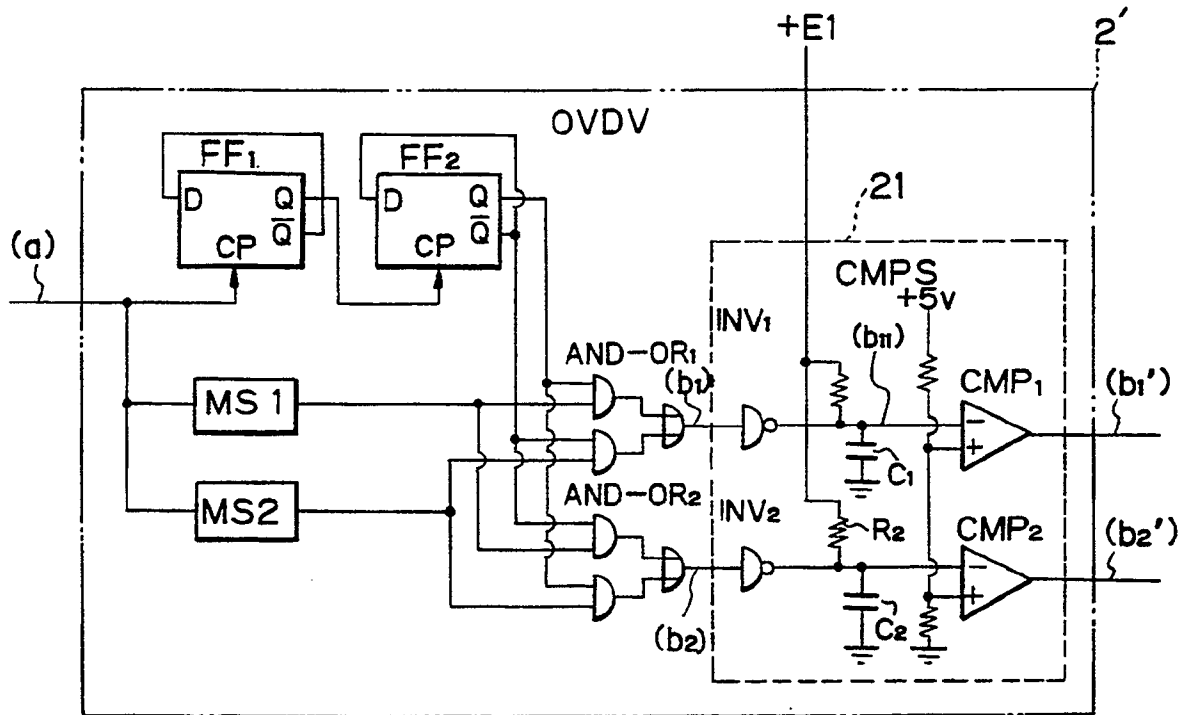 +E1
2′
OVDV
FF1.
FF2
D Q
Q̅
CP
D Q
Q̅
CP
(a)
21
CMPS
+5v
INV1
(b11)
AND-OR1
(b1)
CMP1
(b1′)
MS 1
C1
MS2
AND-OR2
INV2
R2
CMP2
(b2′)
(b2)
C2